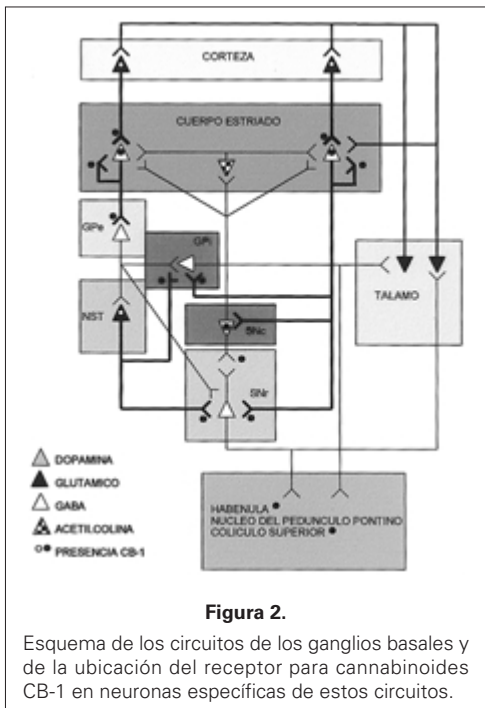 CORTEZA
CUERPO ESTRIADO
GPe
GPi
TALAMO
NST
SNc
SNr
DOPAMINA
GLUTAMICO
GABA
ACETILCOLINA
PRESENCIA CB-1
HABENULA
NUCLEO DEL PEDUNCULO PONTINO
COLICULO SUPERIOR
Figura 2.
Esquema de los circuitos de los ganglios basales y
de la ubicación del receptor para cannabinoides
CB-1 en neuronas específicas de estos circuitos.